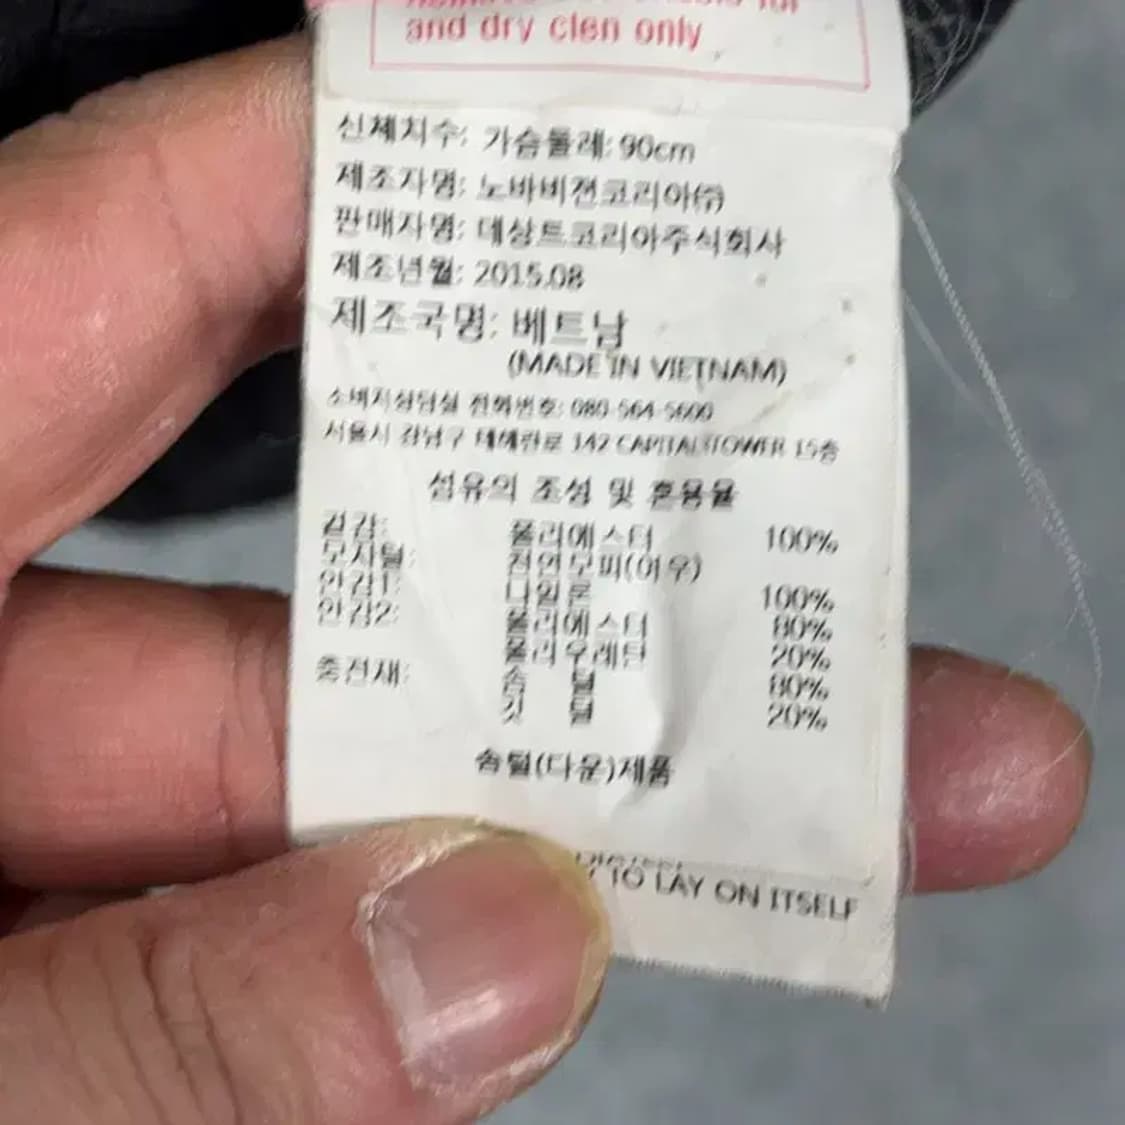 and dry clen only
신체치수: 가슴둘레: 90cm
제조자명: 노바비젼코리아(주)
판매자명: 데상트코리아주식회사
제조년월: 2015.08
제조국명: 베트남
(MADE IN VIETNAM)
소비자상담실 전화번호: 080-564-5600
서울시 강남구 테헤란로 142 CAPITALSTOWER 15층
섬유의 조성 및 혼용율
겉감: 폴리에스터 100%
모자털: 천연모피(여우)
안감1: 나일론 100%
안감2: 폴리에스터 80%
폴리우레탄 20%
충전재: 솜 털 80%
깃 털 20%
솜털(다운)제품
TO LAY ON ITSELF